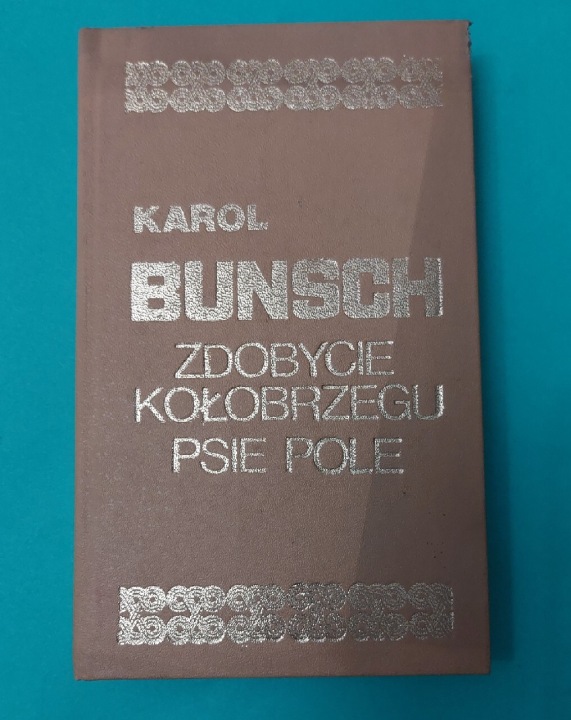 KAROL
BUNSCH
ZDOBYCIE
KOŁOBRZEGU
PSIE POLE